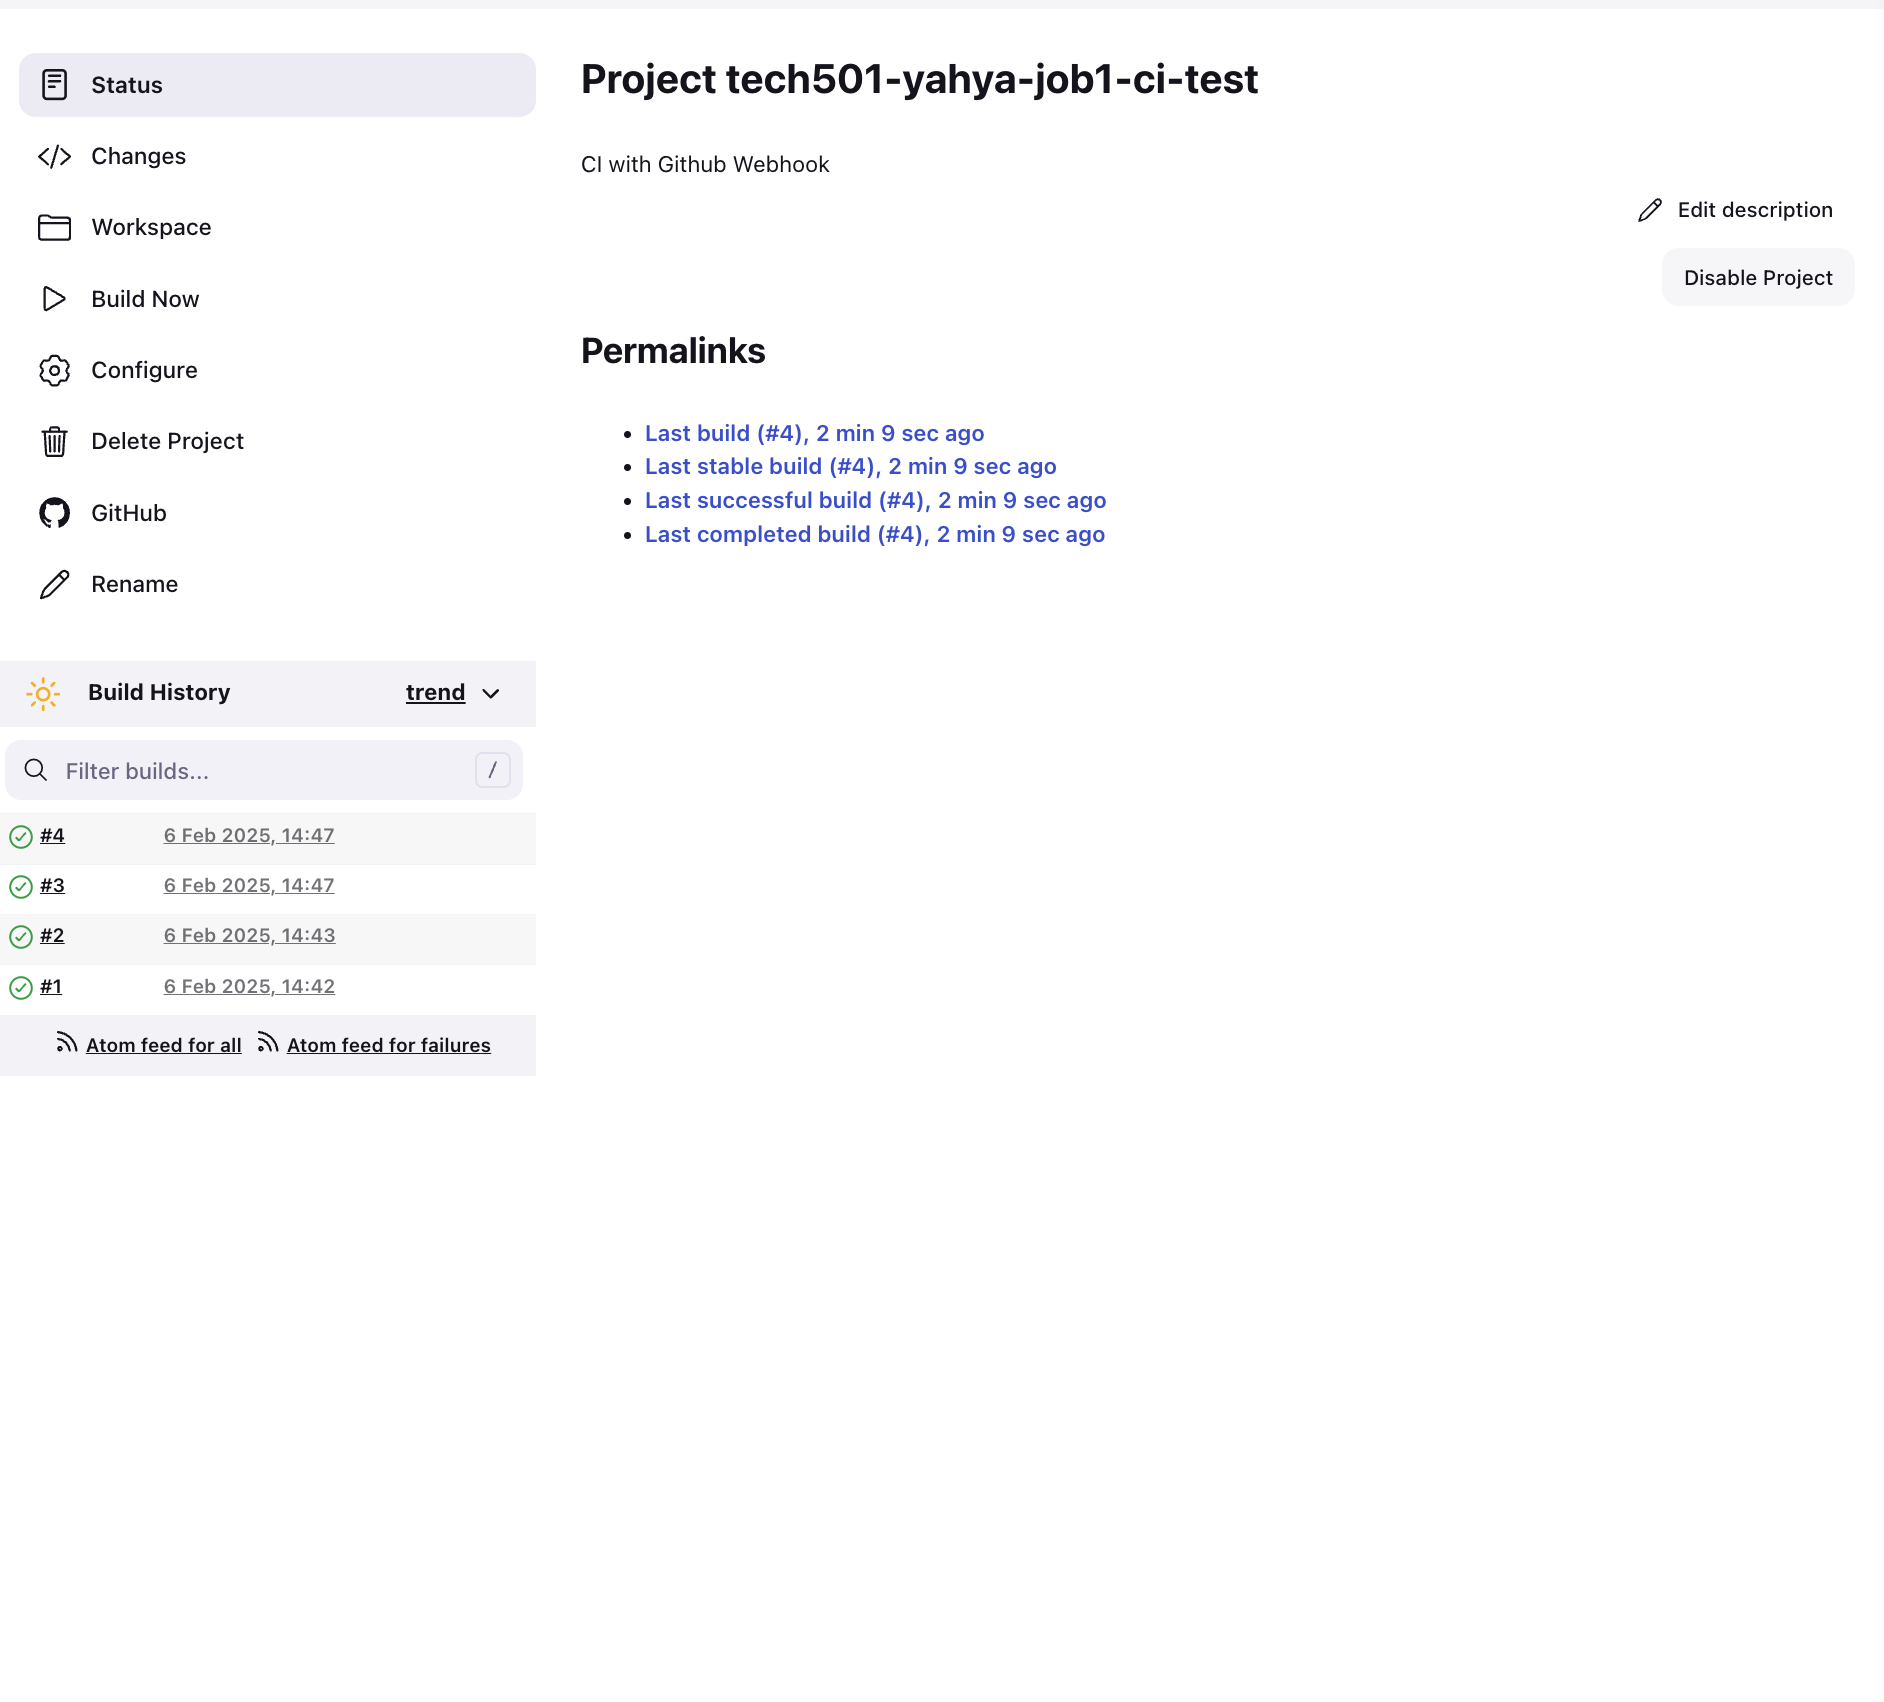 Status
Changes
Workspace
Build Now
Configure
Delete Project
GitHub
Rename
Build History trend
Filter builds... /
#4 6 Feb 2025, 14:47
#3 6 Feb 2025, 14:47
#2 6 Feb 2025, 14:43
#1 6 Feb 2025, 14:42
Atom feed for all Atom feed for failures
Project tech501-yahya-job1-ci-test
CI with Github Webhook
Edit description
Disable Project
Permalinks
Last build (#4), 2 min 9 sec ago
Last stable build (#4), 2 min 9 sec ago
Last successful build (#4), 2 min 9 sec ago
Last completed build (#4), 2 min 9 sec ago